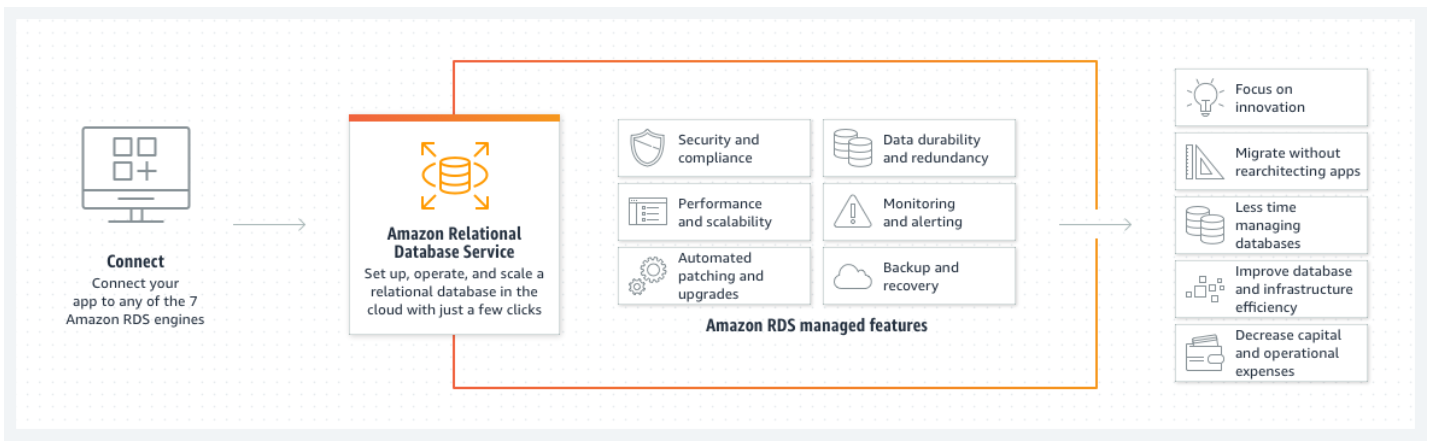 Connect
Connect your
app to any of the 7
Amazon RDS engines
Amazon Relational
Database Service
Set up, operate, and scale a
relational database in the
cloud with just a few clicks
Security and
compliance
Data durability
and redundancy
Performance
and scalability
Monitoring
and alerting
Automated
patching and
upgrades
Backup and
recovery
Amazon RDS managed features
Focus on
innovation
Migrate without
rearchitecting apps
Less time
managing
databases
Improve database
and infrastructure
efficiency
Decrease capital
and operational
expenses